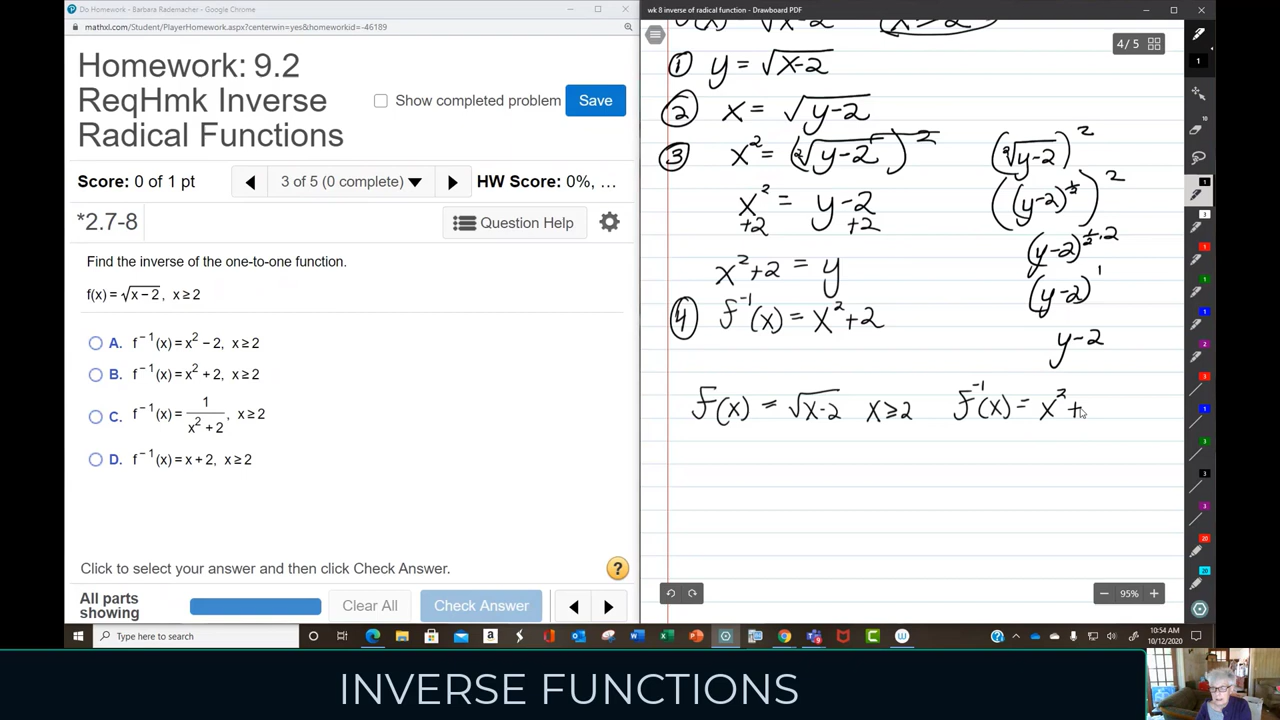 Do Homework - Barbara Rademacher - Google Chrome
mathxl.com/Student/PlayerHomework.aspx?centerwin=yes&homeworkid=-46189
Homework: 9.2
ReqHmk Inverse
Radical Functions
Show completed problem
Save
Score: 0 of 1 pt
3 of 5 (0 complete)
HW Score: 0%, ...
*2.7-8
Question Help
Find the inverse of the one-to-one function.
f(x) = √x − 2, x ≥ 2
A. f⁻¹(x) = x² − 2, x ≥ 2
B. f⁻¹(x) = x² + 2, x ≥ 2
C. f⁻¹(x) = 1/(x² + 2), x ≥ 2
D. f⁻¹(x) = x + 2, x ≥ 2
Click to select your answer and then click Check Answer.
All parts
showing
Clear All
Check Answer
?
wk 8 inverse of radical function - Drawboard PDF
4 / 5
① y = √x-2
② x = √y-2
③ x² = (²√y-2)²
x² = y-2
+2 +2
x²+2 = y
④ f⁻¹(x) = x²+2
(²√y-2)²
((y-2)^½)²
(y-2)^½·2
(y-2)¹
y-2
f(x) = √x-2 x≥2 f⁻¹(x) = x²+
95%
Type here to search
10:54 AM
10/12/2020
INVERSE FUNCTIONS